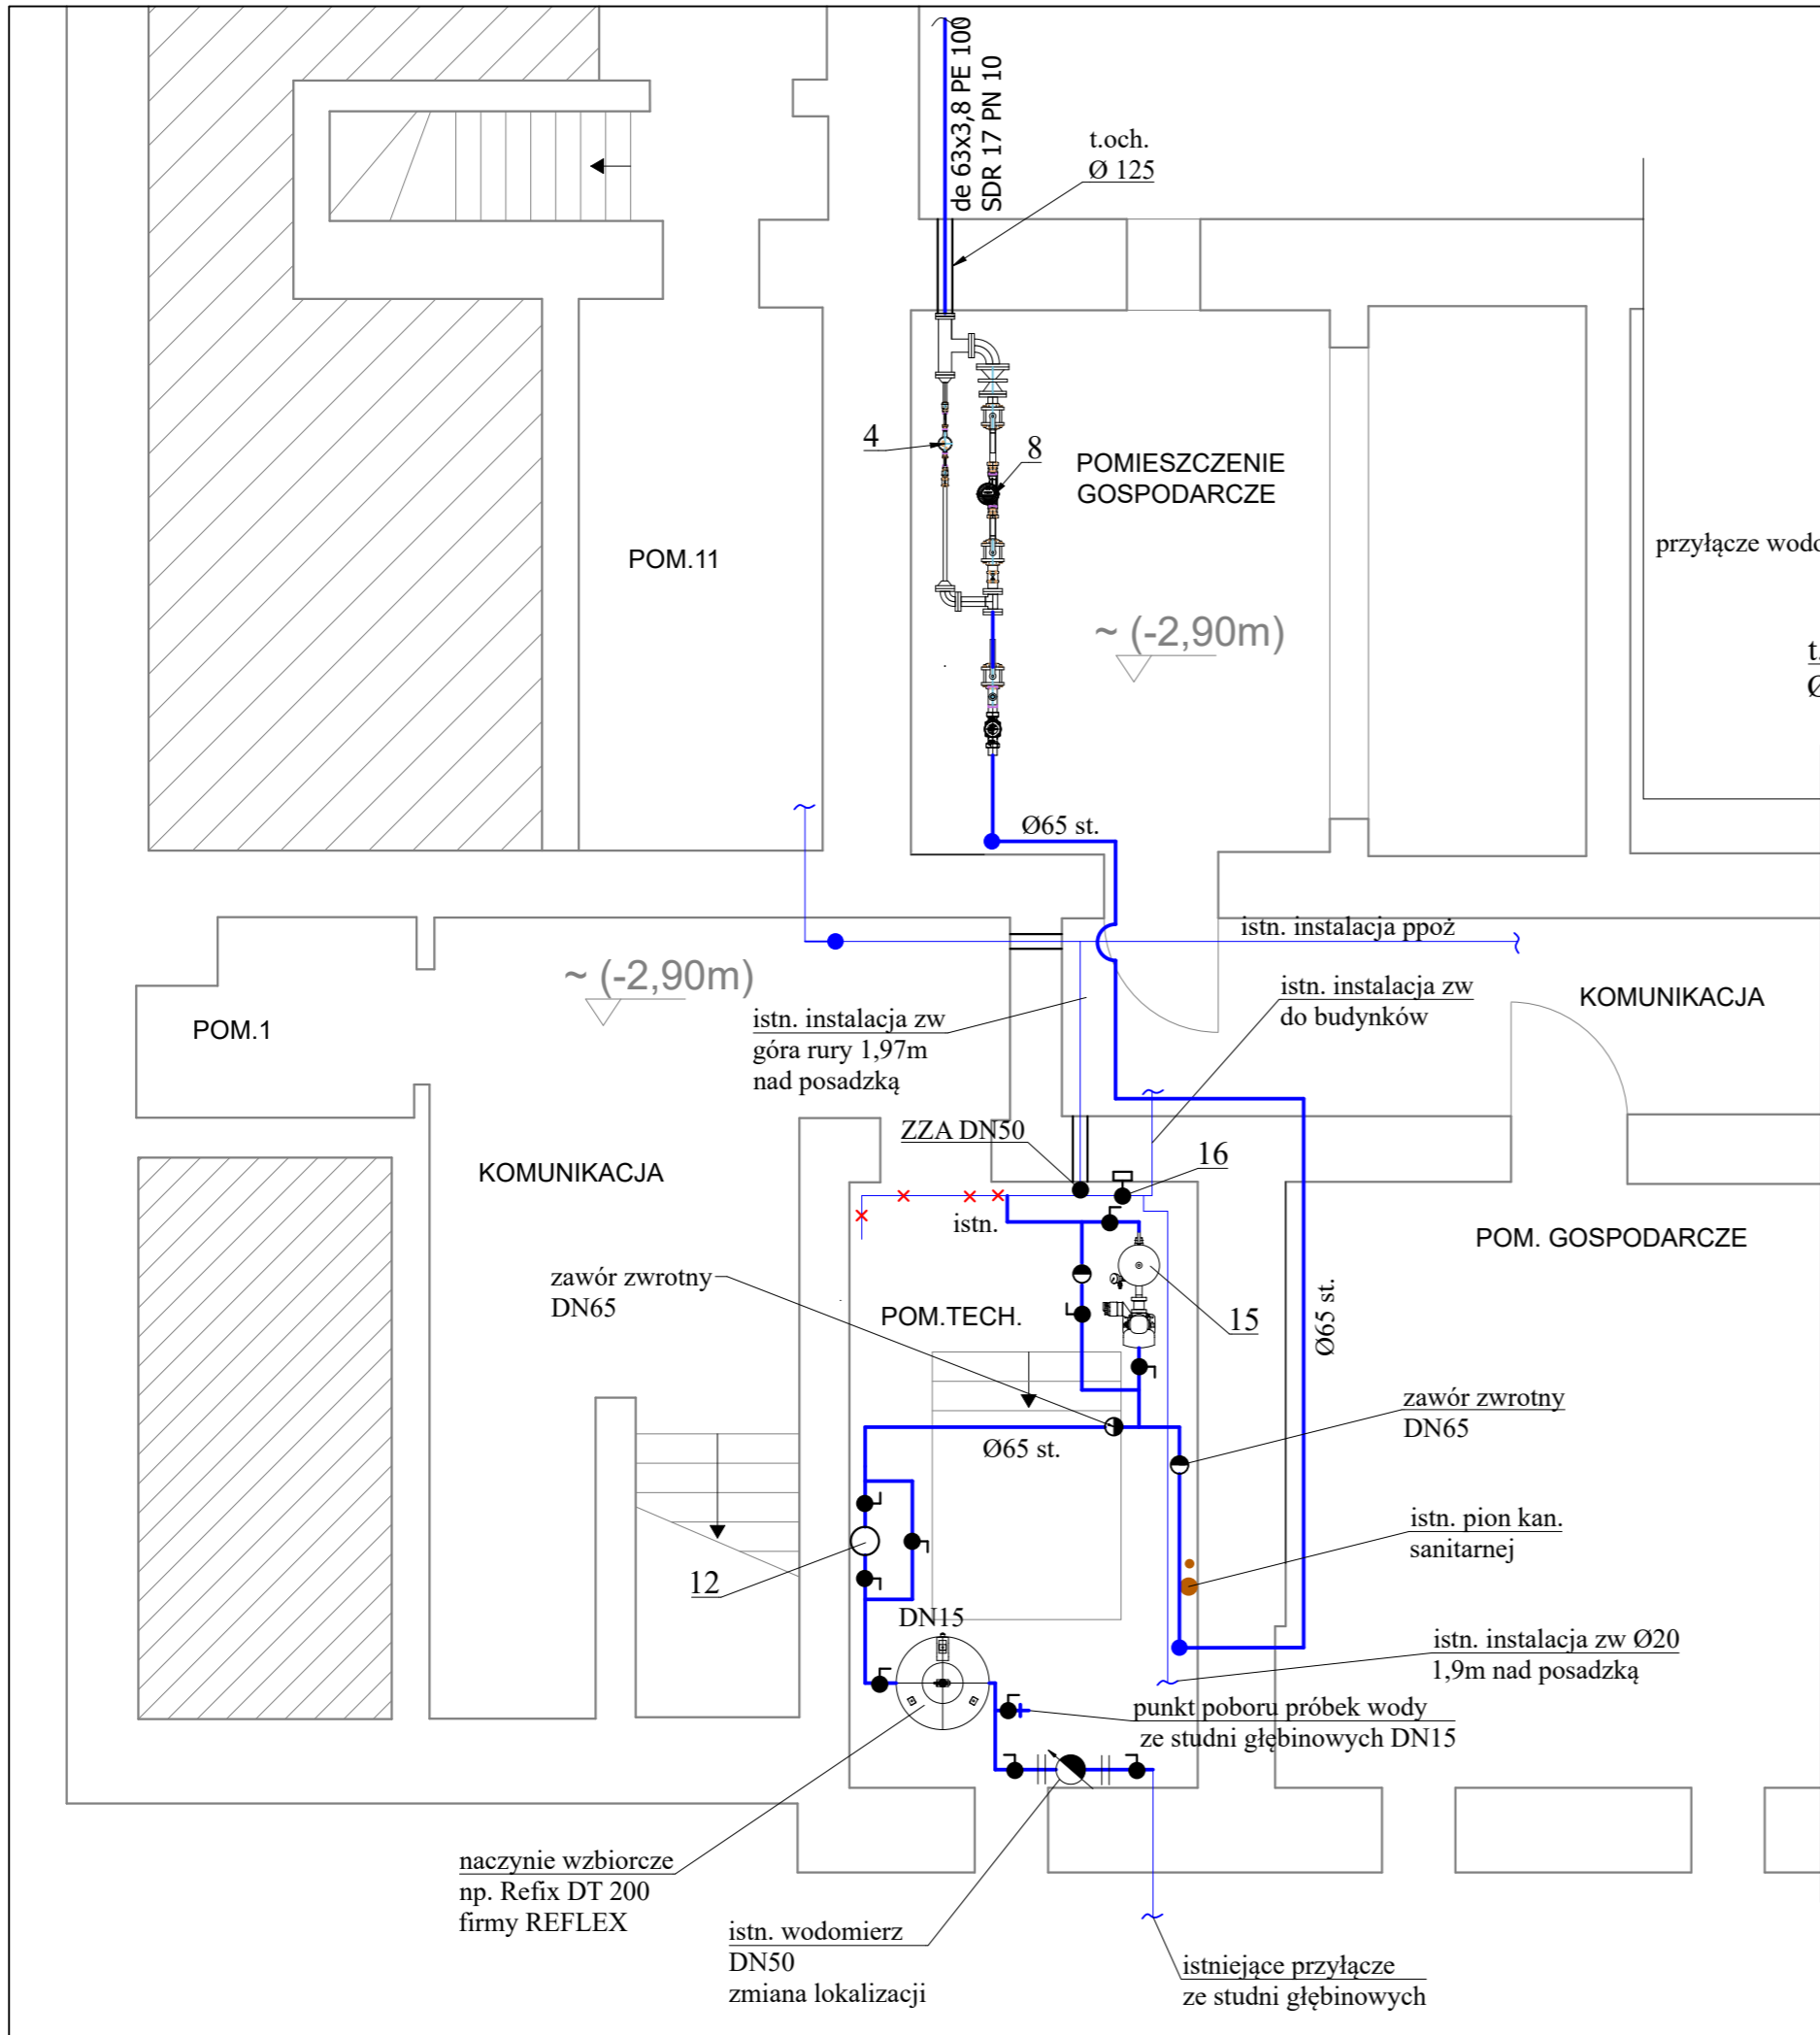 de 63x3,8 PE 100
SDR 17 PN 10
t.och.
Ø 125
4
8
POMIESZCZENIE
GOSPODARCZE
POM.11
przyłącze wodo
~ (-2,90m)
t.
Ø
Ø65 st.
istn. instalacja ppoż
~ (-2,90m)
istn. instalacja zw
do budynków
KOMUNIKACJA
POM.1
istn. instalacja zw
góra rury 1,97m
nad posadzką
ZZA DN50
16
KOMUNIKACJA
istn.
POM. GOSPODARCZE
zawór zwrotny
DN65
POM.TECH.
15
Ø65 st.
zawór zwrotny
DN65
Ø65 st.
istn. pion kan.
sanitarnej
12
DN15
istn. instalacja zw Ø20
1,9m nad posadzką
punkt poboru próbek wody
ze studni głębinowych DN15
naczynie wzbiorcze
np. Refix DT 200
firmy REFLEX
istn. wodomierz
DN50
zmiana lokalizacji
istniejące przyłącze
ze studni głębinowych